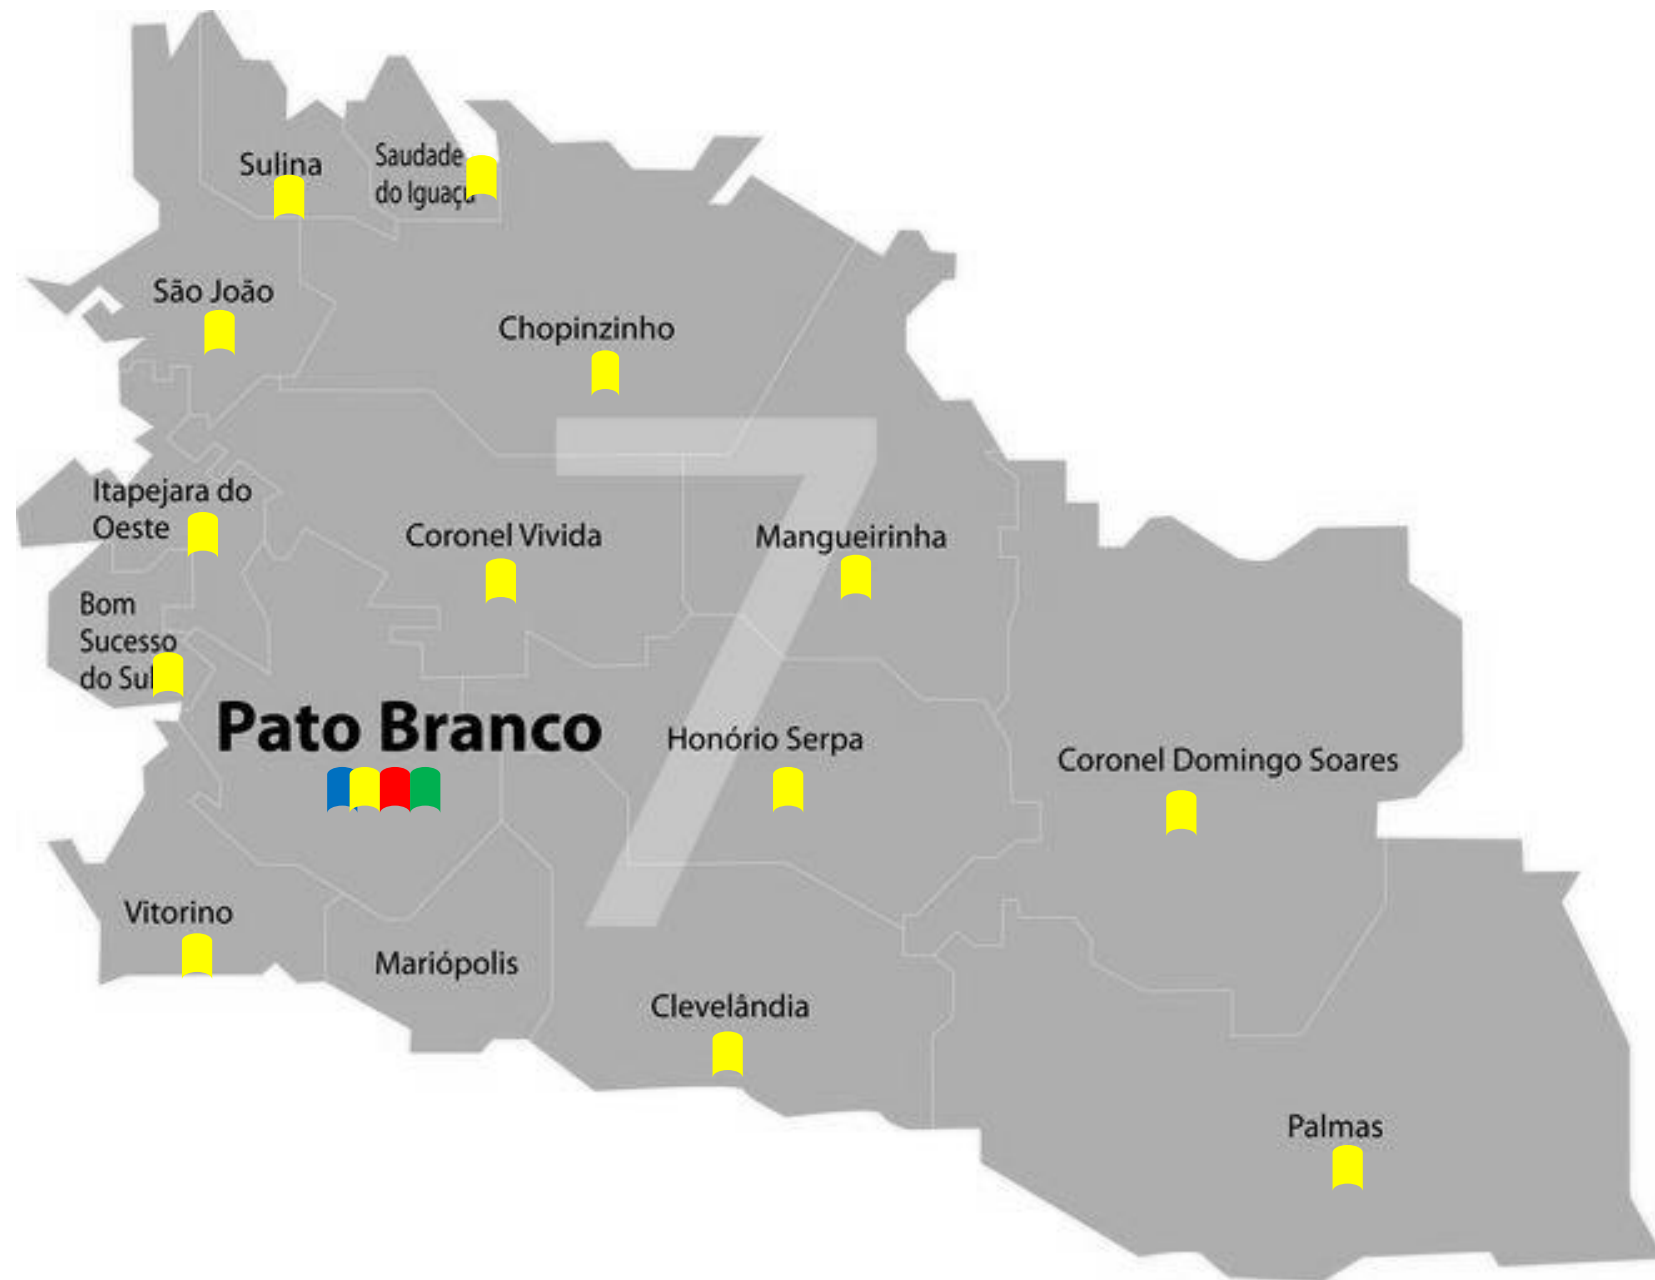 Sulina
Saudade
do Iguaçu
São João
Chopinzinho
7
Itapejara do
Oeste
Coronel Vivida
Mangueirinha
Bom
Sucesso
do Sul
Pato Branco
Honório Serpa
Coronel Domingo Soares
Vitorino
Mariópolis
Clevelândia
Palmas